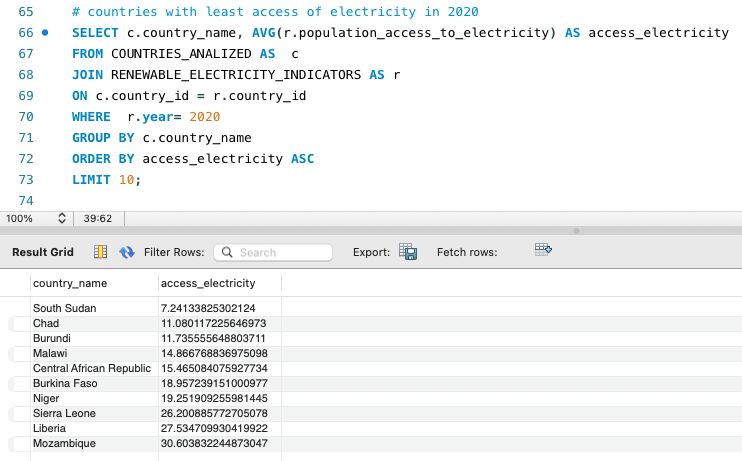 65 # countries with least access of electricity in 2020
66 SELECT c.country_name, AVG(r.population_access_to_electricity) AS access_electricity
67 FROM COUNTRIES_ANALIZED AS c
68 JOIN RENEWABLE_ELECTRICITY_INDICATORS AS r
69 ON c.country_id = r.country_id
70 WHERE r.year= 2020
71 GROUP BY c.country_name
72 ORDER BY access_electricity ASC
73 LIMIT 10;
74
100% 39:62
Result Grid Filter Rows: Search Export: Fetch rows:
country_name access_electricity
South Sudan 7.24133825302124
Chad 11.080117225646973
Burundi 11.735555648803711
Malawi 14.866768836975098
Central African Republic 15.465084075927734
Burkina Faso 18.957239151000977
Niger 19.251909255981445
Sierra Leone 26.200885772705078
Liberia 27.534709930419922
Mozambique 30.603832244873047